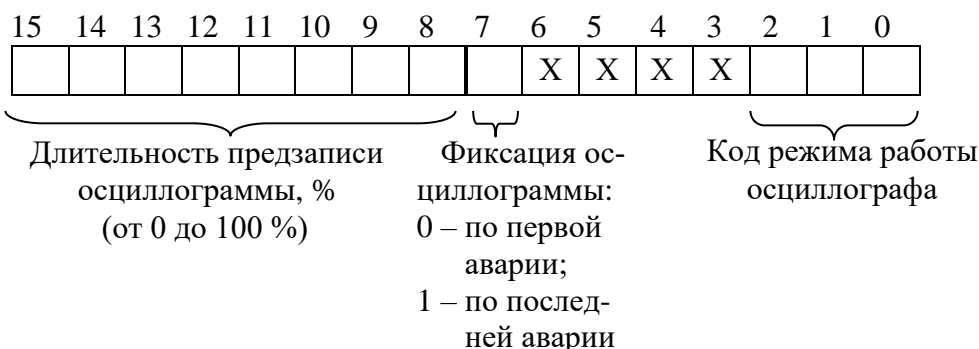 15 14 13 12 11 10 9 8 7 6 5 4 3 2 1 0
X X X X
Длительность предзаписи
осциллограммы, %
(от 0 до 100 %)
Фиксация ос-
циллограммы:
0 – по первой
аварии;
1 – по послед-
ней аварии
Код режима работы
осциллографа